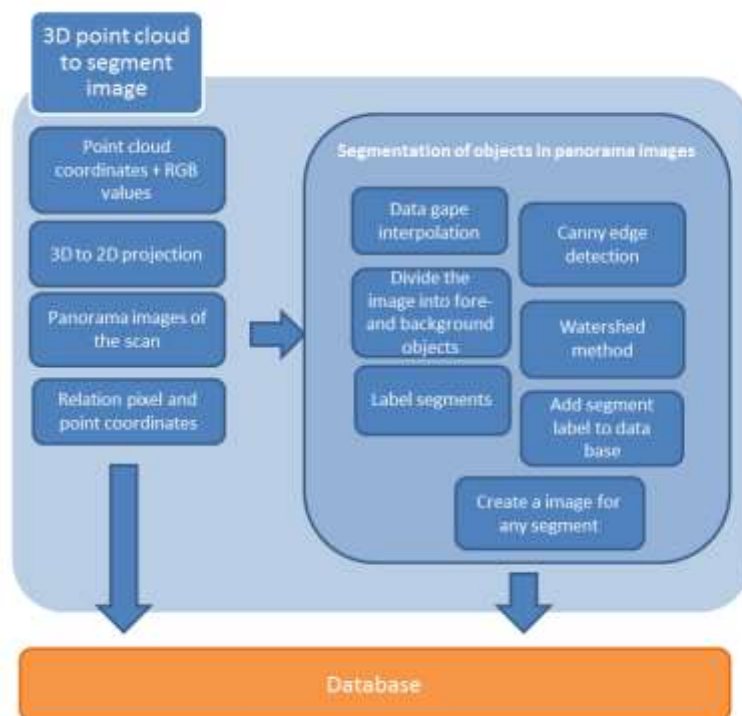 3D point cloud
to segment
image
Point cloud
coordinates + RGB
values
3D to 2D projection
Panorama images of
the scan
Relation pixel and
point coordinates
Segmentation of objects in panorama images
Data gape
interpolation
Canny edge
detection
Divide the
image into fore-
and background
objects
Watershed
method
Label segments
Add segment
label to data
base
Create a image for
any segment
Database